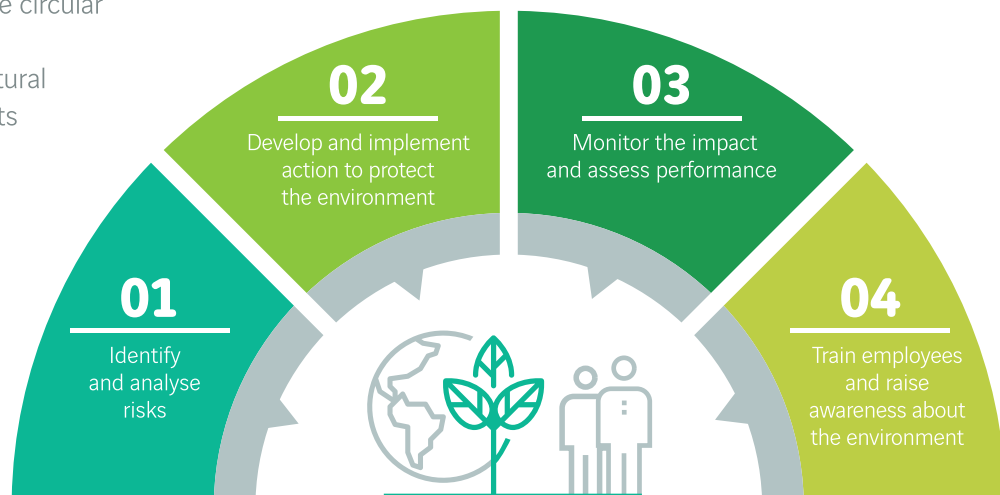 e circular
tural
ts
01
Identify
and analyse
risks
02
Develop and implement
action to protect
the environment
03
Monitor the impact
and assess performance
04
Train employees
and raise
awareness about
the environment